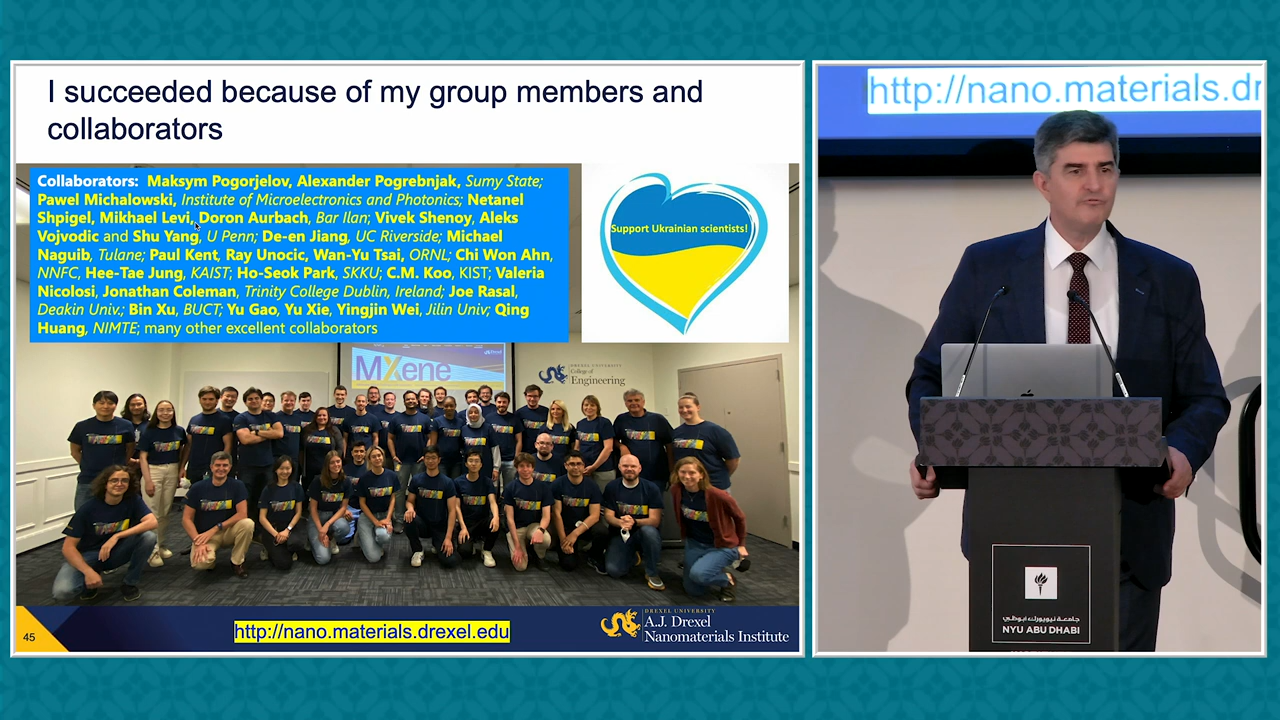 I succeeded because of my group members and
collaborators
Collaborators: Maksym Pogorjelov, Alexander Pogrebnjak, Sumy State;
Pawel Michalowski, Institute of Microelectronics and Photonics; Netanel
Shpigel, Mikhael Levi, Doron Aurbach, Bar Ilan; Vivek Shenoy, Aleks
Vojvodic and Shu Yang, U Penn; De-en Jiang, UC Riverside; Michael
Naguib, Tulane; Paul Kent, Ray Unocic, Wan-Yu Tsai, ORNL; Chi Won Ahn,
NNFC, Hee-Tae Jung, KAIST; Ho-Seok Park, SKKU; C.M. Koo, KIST; Valeria
Nicolosi, Jonathan Coleman, Trinity College Dublin, Ireland; Joe Rasal,
Deakin Univ.; Bin Xu, BUCT; Yu Gao, Yu Xie, Yingjin Wei, Jilin Univ; Qing
Huang, NIMTE; many other excellent collaborators
Support Ukrainian scientists!
MXene
DREXEL UNIVERSITY
College of
Engineering
45
http://nano.materials.drexel.edu
DREXEL UNIVERSITY
A.J. Drexel
Nanomaterials Institute
http://nano.materials.dr
جامعة نيويورك أبوظبي
NYU ABU DHABI